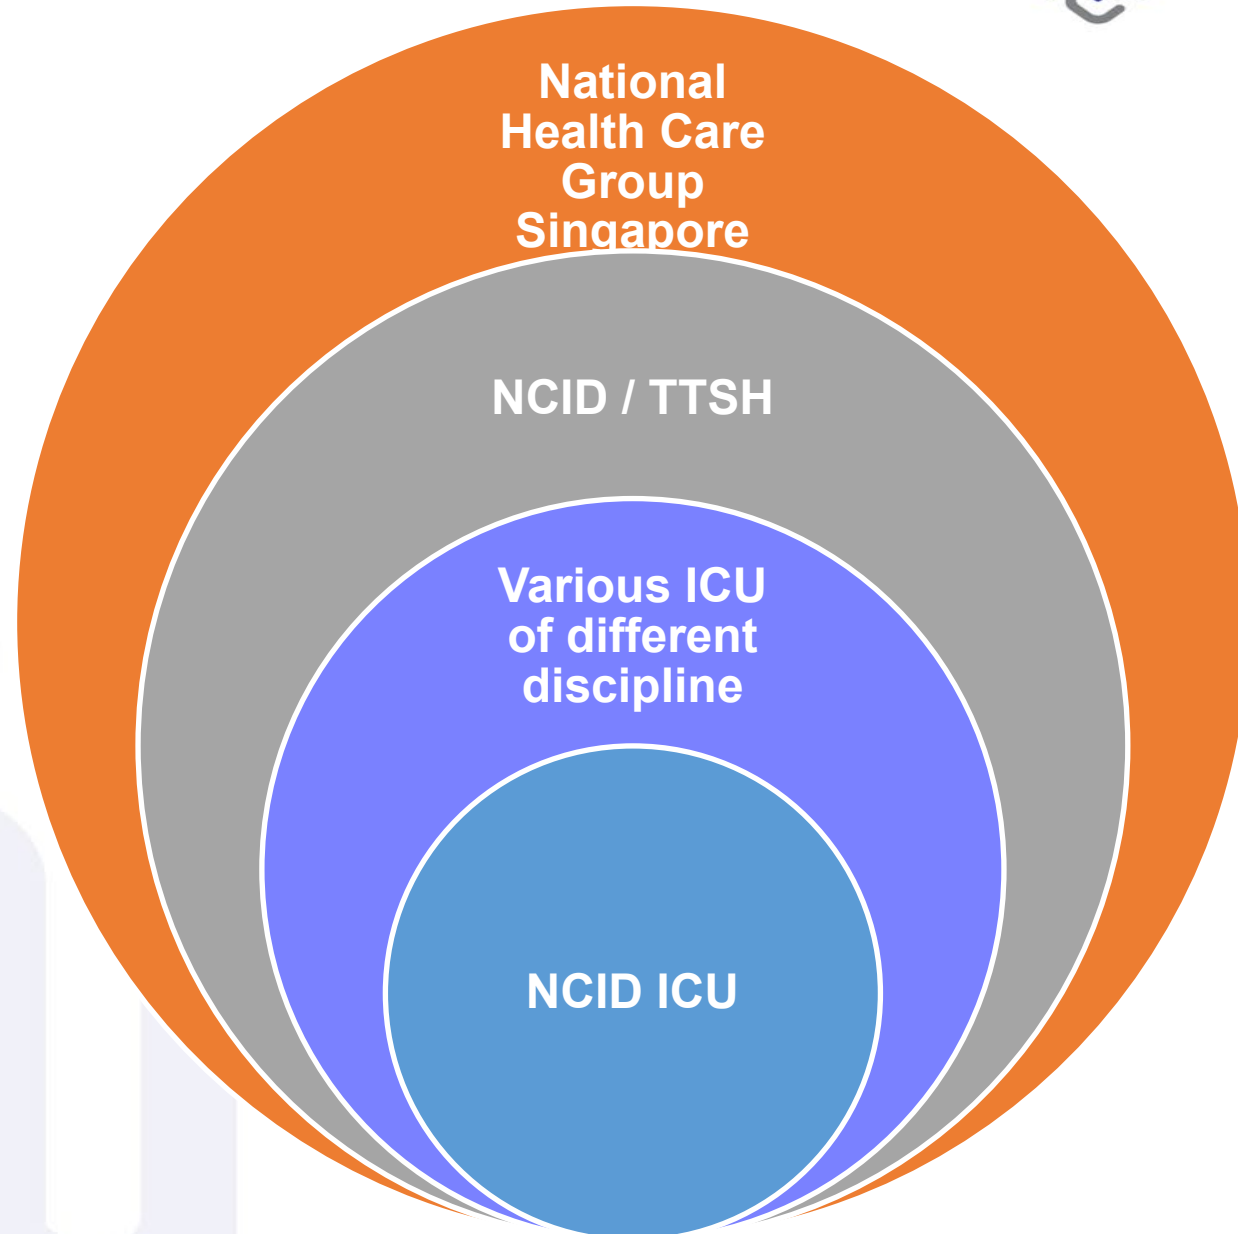 National
Health Care
Group
Singapore
NCID / TTSH
Various ICU
of different
discipline
NCID ICU